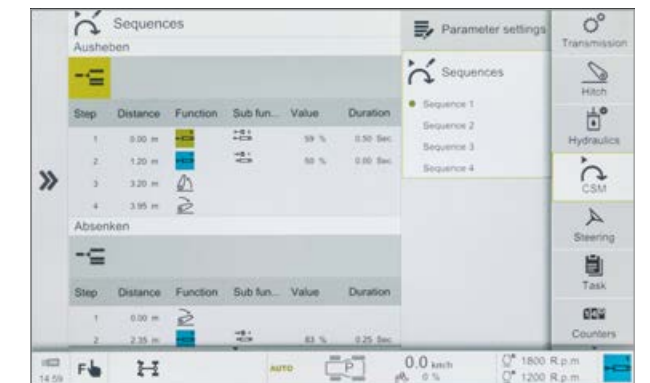 Sequences
Ausheben
Step Distance Function Sub fun... Value Duration
1 0.00 m 59 % 0.50 Sec.
2 1.20 m 50 % 0.00 Sec.
3 3.20 m
4 3.95 m
Absenken
Step Distance Function Sub fun... Value Duration
1 0.00 m
2 2.35 m 83 % 0.25 Sec.
Parameter settings
Sequences
Sequence 1
Sequence 2
Sequence 3
Sequence 4
Transmission
Hitch
Hydraulics
CSM
Steering
Task
Counters
14:59
F
AUTO
P
0.0 km/h
0 %
1800 R.p.m
1200 R.p.m